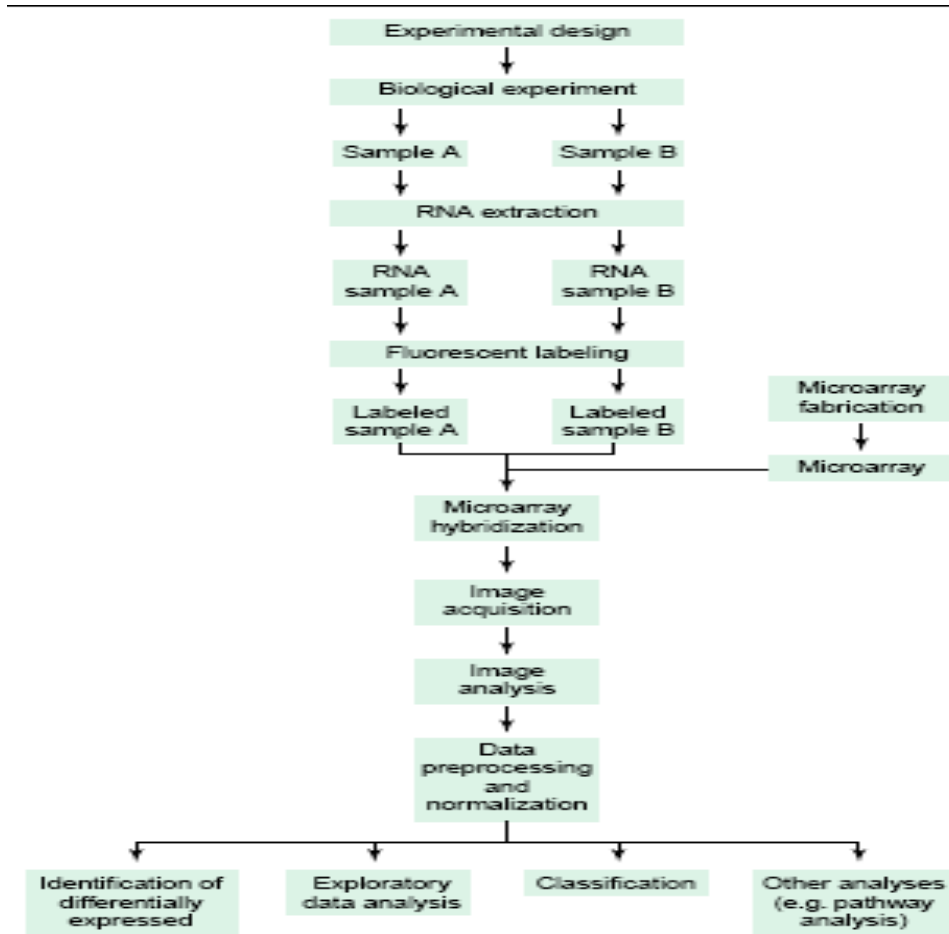 Experimental design
Biological experiment
Sample A
Sample B
RNA extraction
RNA
sample A
RNA
sample B
Fluorescent labeling
Labeled
sample A
Labeled
sample B
Microarray
fabrication
Microarray
Microarray
hybridization
Image
acquisition
Image
analysis
Data
preprocessing
and
normalization
Identification of
differentially
expressed
Exploratory
data analysis
Classification
Other analyses
(e.g. pathway
analysis)